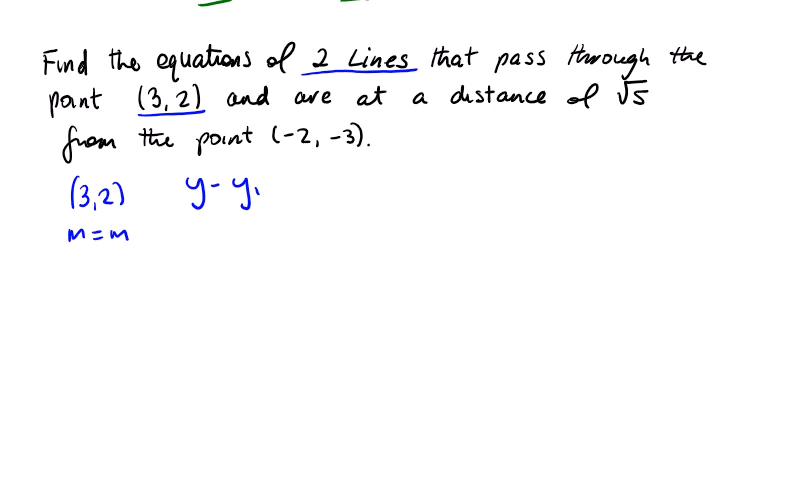 Find the equations of 2 Lines that pass through the
point (3,2) and are at a distance of √5
from the point (-2, -3).
(3,2) y - y₁
m = m